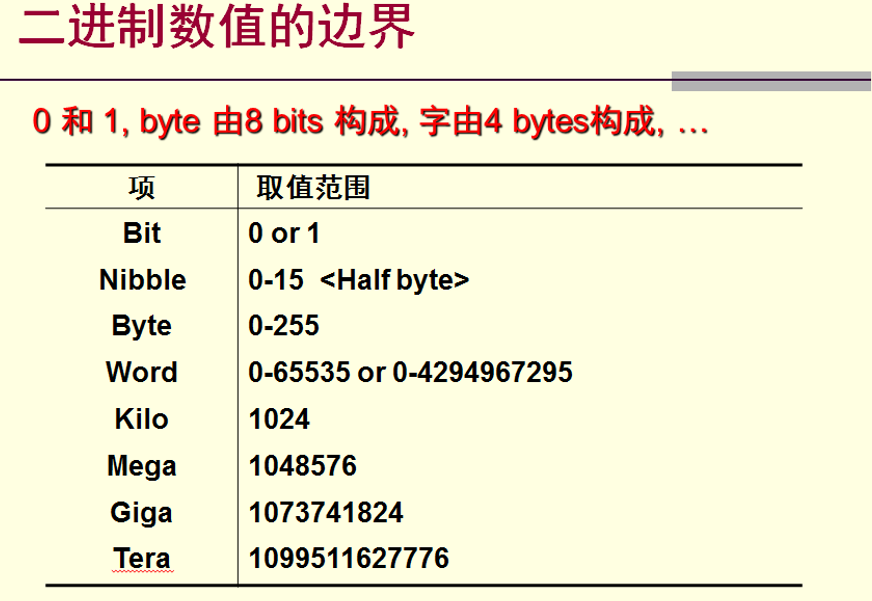 二进制数值的边界
0 和 1, byte 由8 bits 构成, 字由4 bytes构成, …
项 取值范围
Bit 0 or 1
Nibble 0-15 <Half byte>
Byte 0-255
Word 0-65535 or 0-4294967295
Kilo 1024
Mega 1048576
Giga 1073741824
Tera 1099511627776